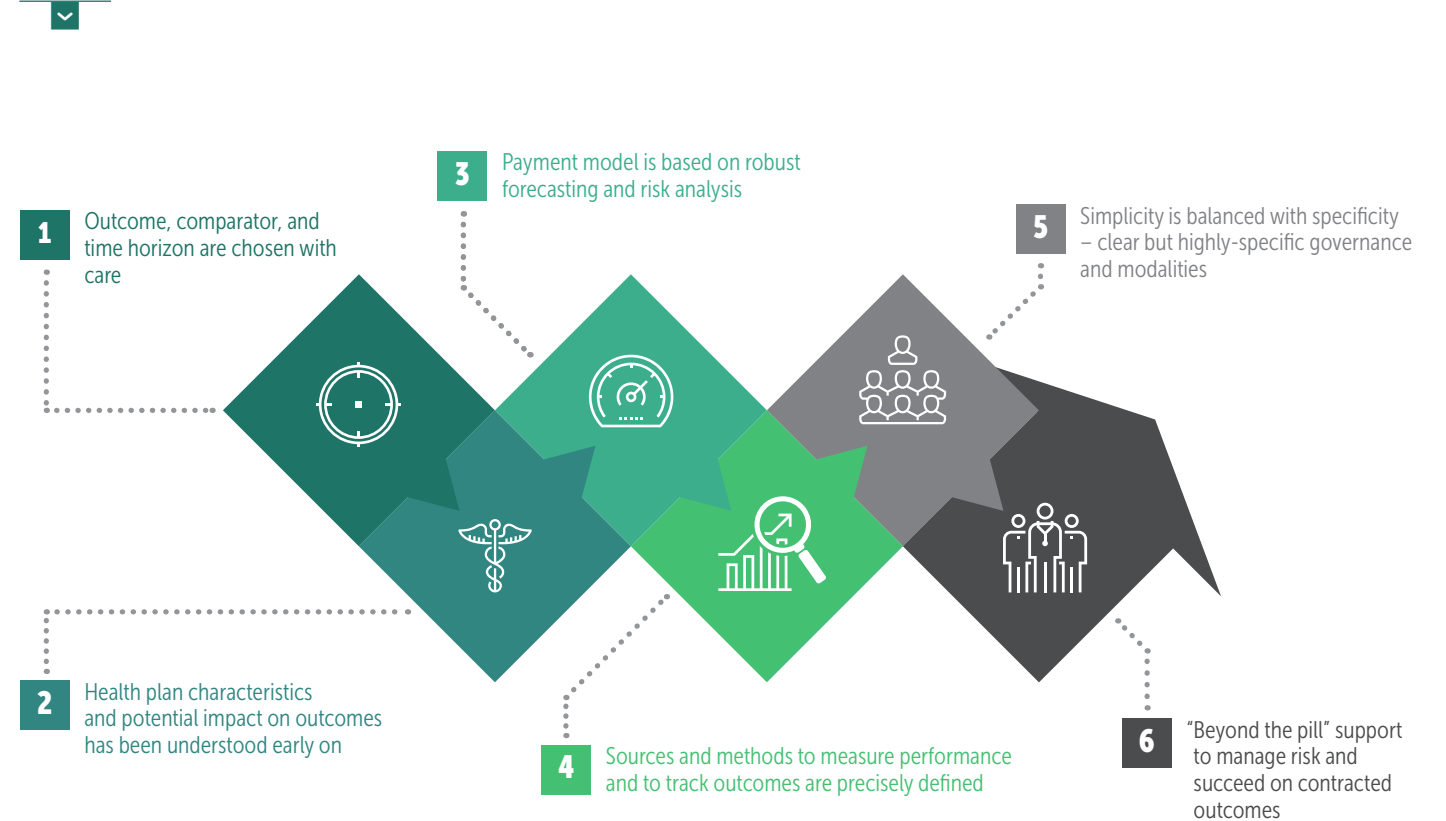 1
Outcome, comparator, and
time horizon are chosen with
care
2
Health plan characteristics
and potential impact on outcomes
has been understood early on
3
Payment model is based on robust
forecasting and risk analysis
4
Sources and methods to measure performance
and to track outcomes are precisely defined
5
Simplicity is balanced with specificity
– clear but highly-specific governance
and modalities
6
“Beyond the pill” support
to manage risk and
succeed on contracted
outcomes